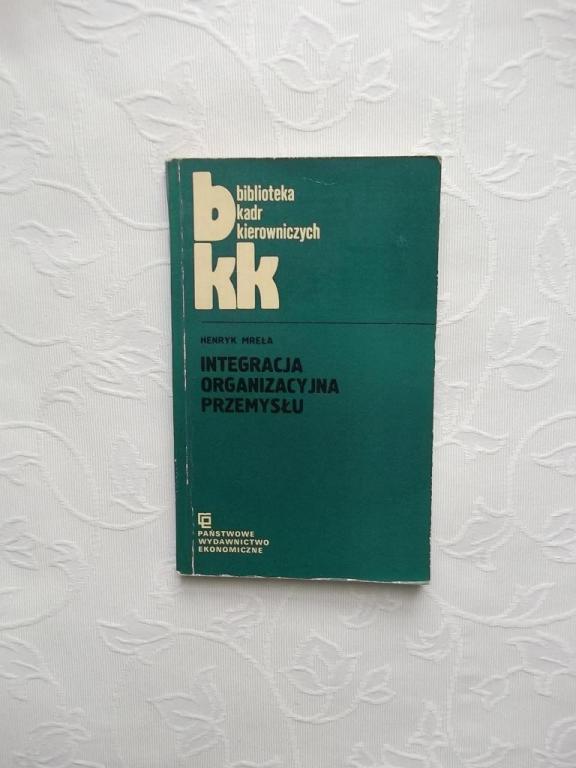 biblioteka
kadr
kierowniczych
bkk
HENRYK MREŁA
INTEGRACJA
ORGANIZACYJNA
PRZEMYSŁU
PAŃSTWOWE
WYDAWNICTWO
EKONOMICZNE